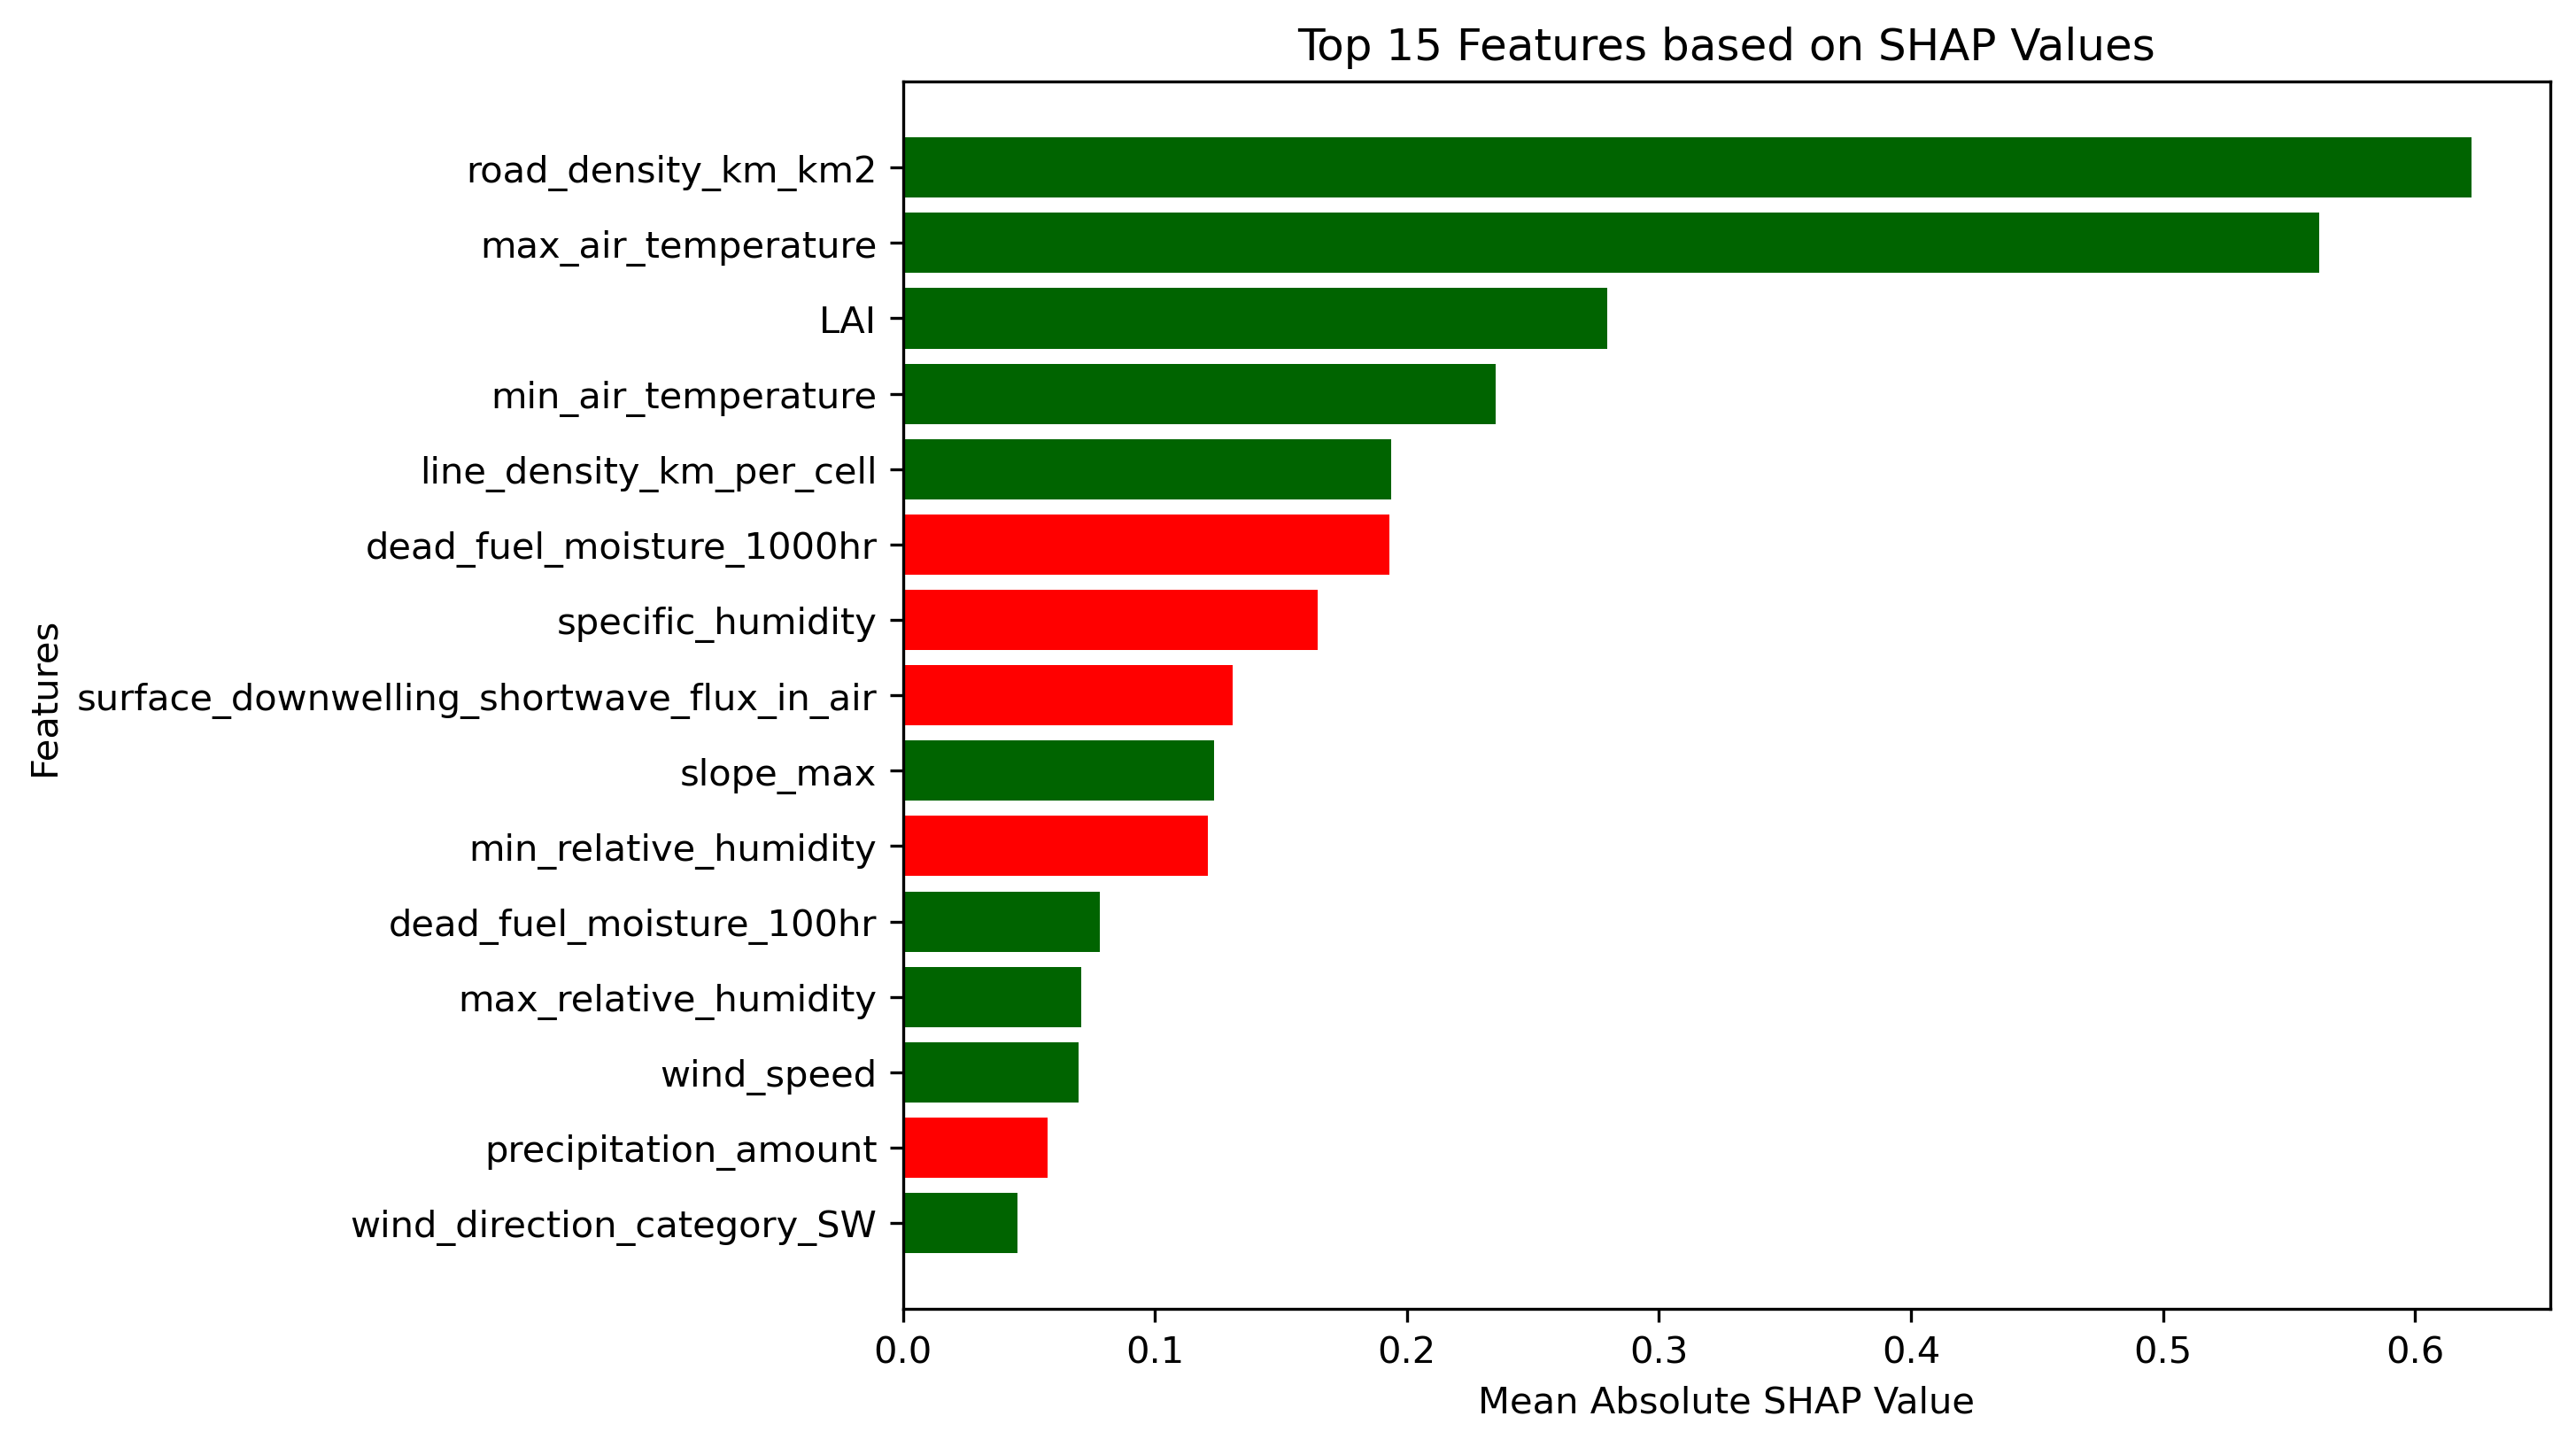 Top 15 Features based on SHAP Values
road_density_km_km2
max_air_temperature
LAI
min_air_temperature
line_density_km_per_cell
dead_fuel_moisture_1000hr
specific_humidity
surface_downwelling_shortwave_flux_in_air
slope_max
min_relative_humidity
dead_fuel_moisture_100hr
max_relative_humidity
wind_speed
precipitation_amount
wind_direction_category_SW
Features
0.0 0.1 0.2 0.3 0.4 0.5 0.6
Mean Absolute SHAP Value